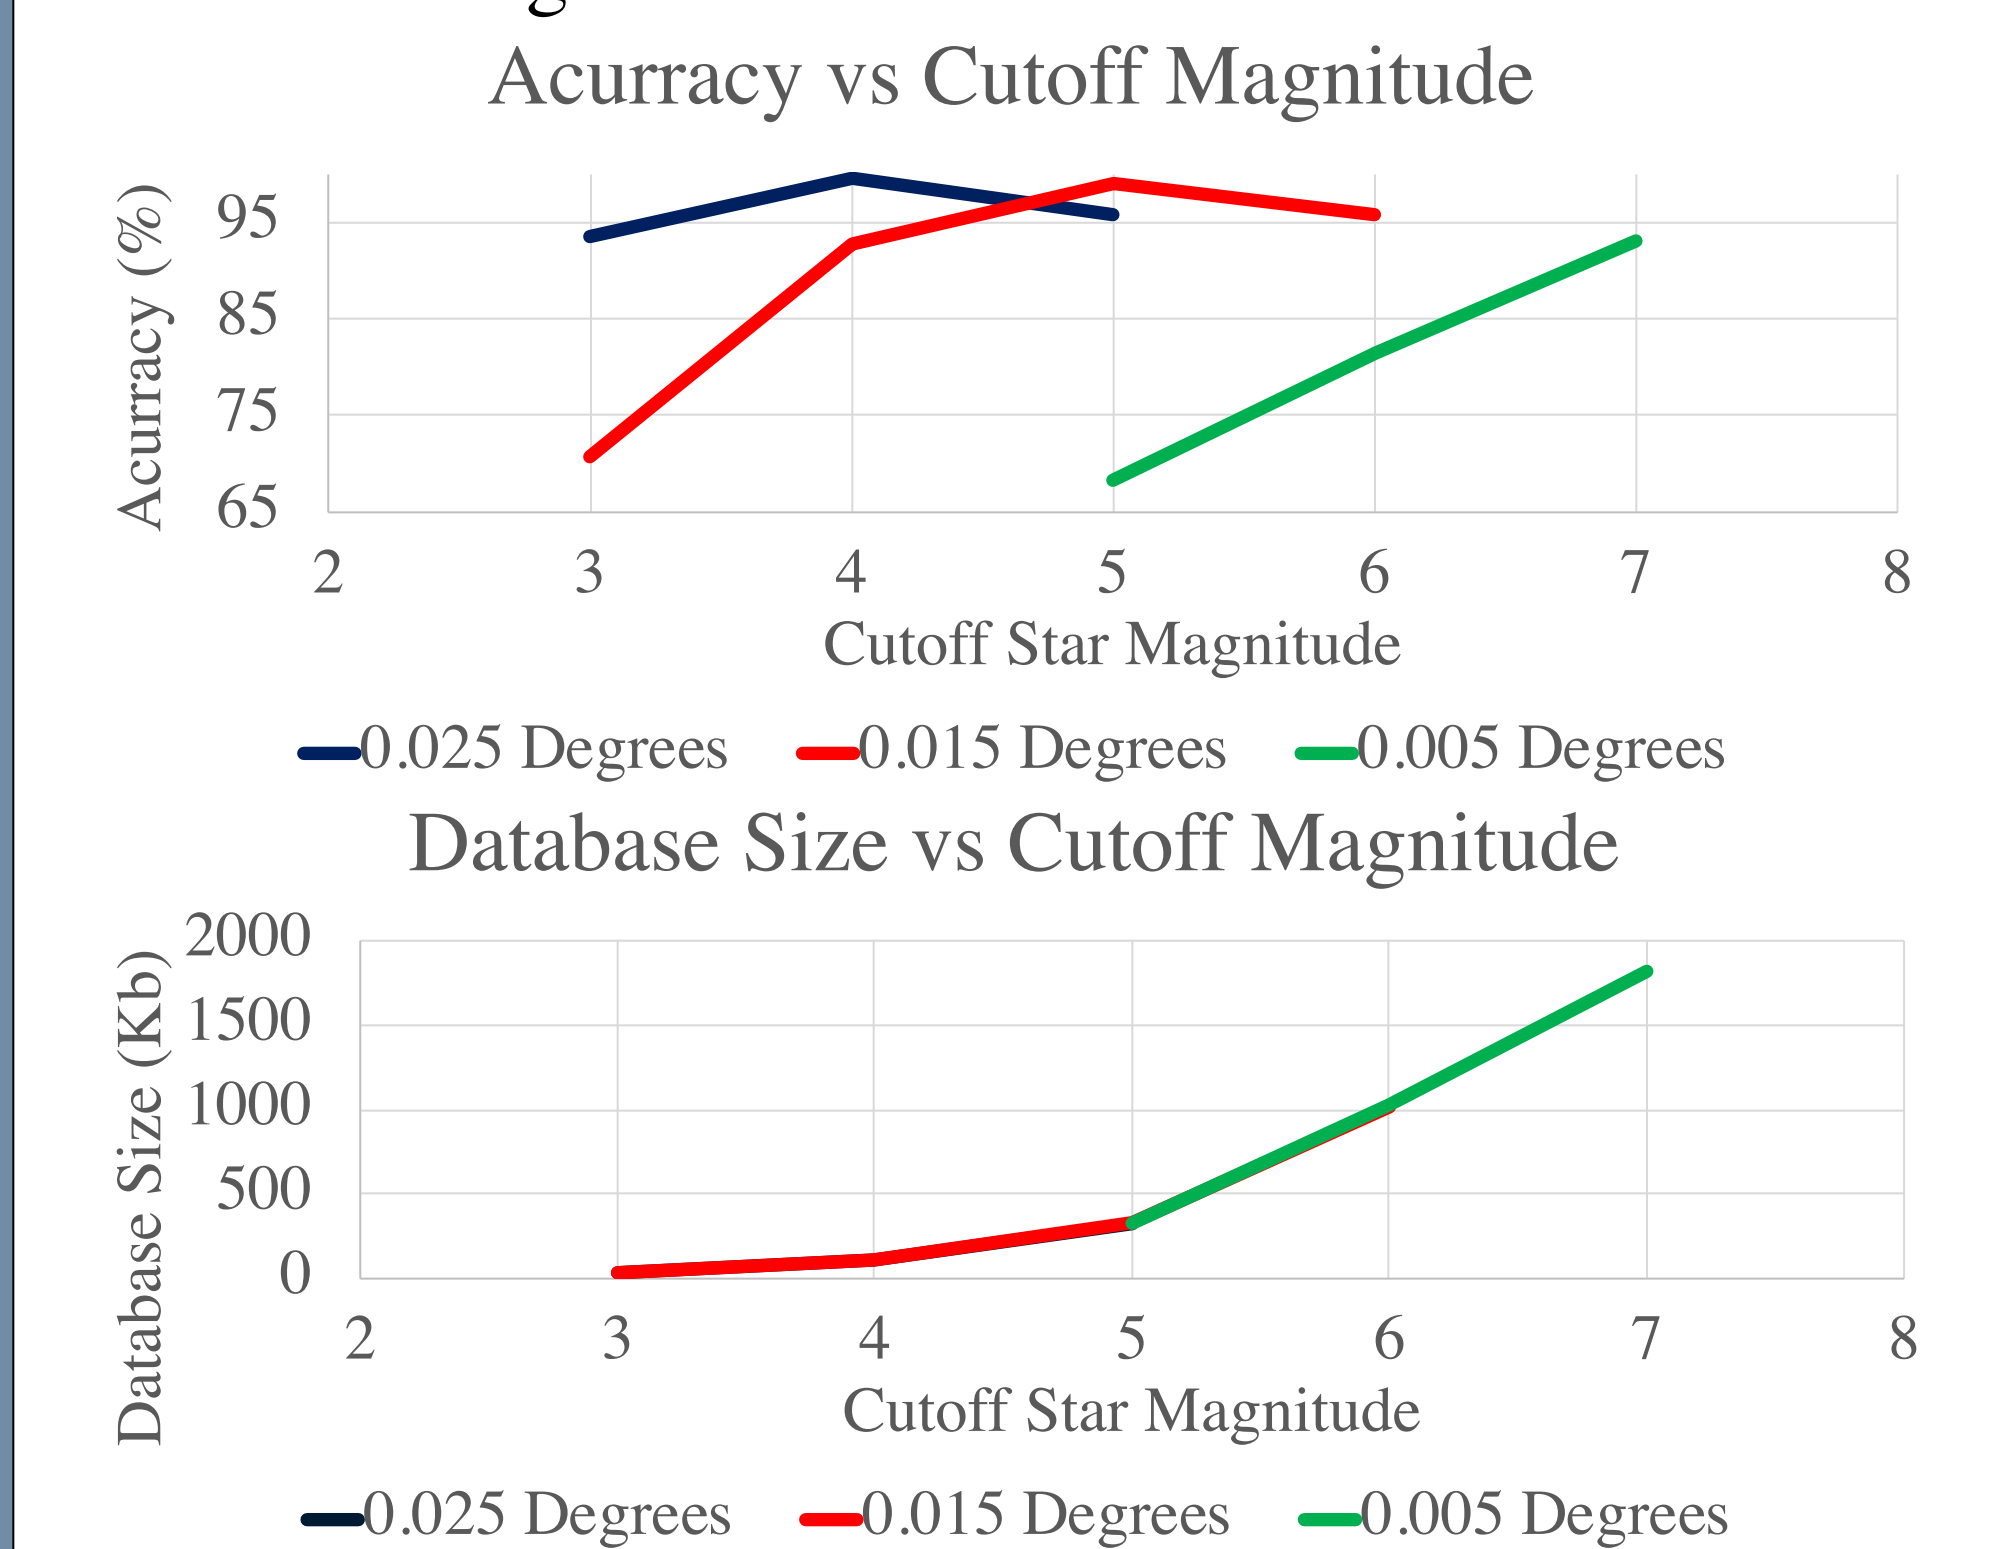 Acurracy vs Cutoff Magnitude
Acurracy (%)
95
85
75
65
2 3 4 5 6 7 8
Cutoff Star Magnitude
0.025 Degrees 0.015 Degrees 0.005 Degrees
Database Size vs Cutoff Magnitude
Database Size (Kb)
2000
1500
1000
500
0
2 3 4 5 6 7 8
Cutoff Star Magnitude
0.025 Degrees 0.015 Degrees 0.005 Degrees